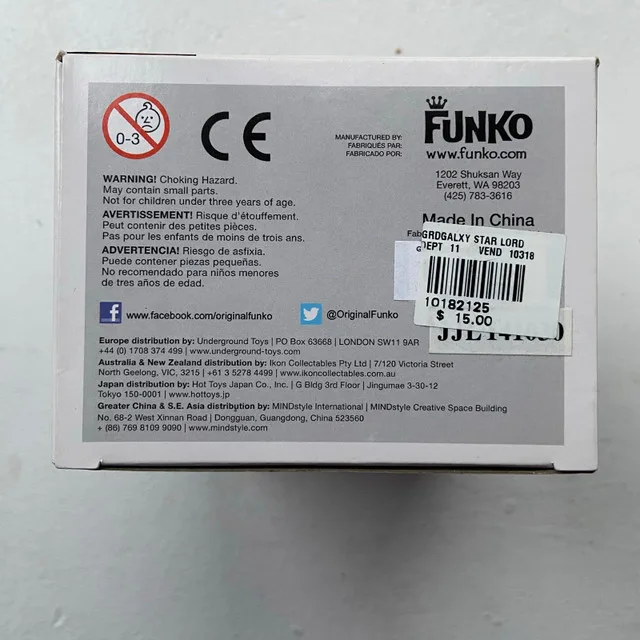 0-3
CE
MANUFACTURED BY:
FABRIQUÉS PAR:
FABRICADO POR:
FUNKO
www.funko.com
1202 Shuksan Way
Everett, WA 98203
(425) 783-3616
Made In China
WARNING! Choking Hazard.
May contain small parts.
Not for children under three years of age.
AVERTISSEMENT! Risque d'étouffement.
Peut contenir des petites pièces.
Pas pour les enfants de moins de trois ans.
ADVERTENCIA! Riesgo de asfixia.
Puede contener piezas pequeñas.
No recomendado para niños menores
de tres años de edad.
GRDGALXY STAR LORD
DEPT 11 VEND 10318
10182125
$ 15.00
www.facebook.com/originalfunko
@OriginalFunko
Europe distribution by: Underground Toys | PO Box 63668 | LONDON SW11 9AR
+44 (0) 1708 374 499 | www.underground-toys.com
Australia & New Zealand distribution by: Ikon Collectables Pty Ltd | 7/120 Victoria Street
North Geelong, VIC, 3215 | +61 3 5278 4499 | www.ikoncollectables.com
Japan distribution by: Hot Toys Japan Co., Inc. | G Bldg 3rd Floor | Jingumae 3-30-12
Tokyo 150-0001 | www.hottoys.jp
Greater China & S.E. Asia distribution by: MINDstyle International | MINDstyle Creative Space Building
No. 68-2 West Xinnan Road | Dongguan, Guangdong, China 523560
+ (86) 769 8109 9090 | www.mindstyle.com